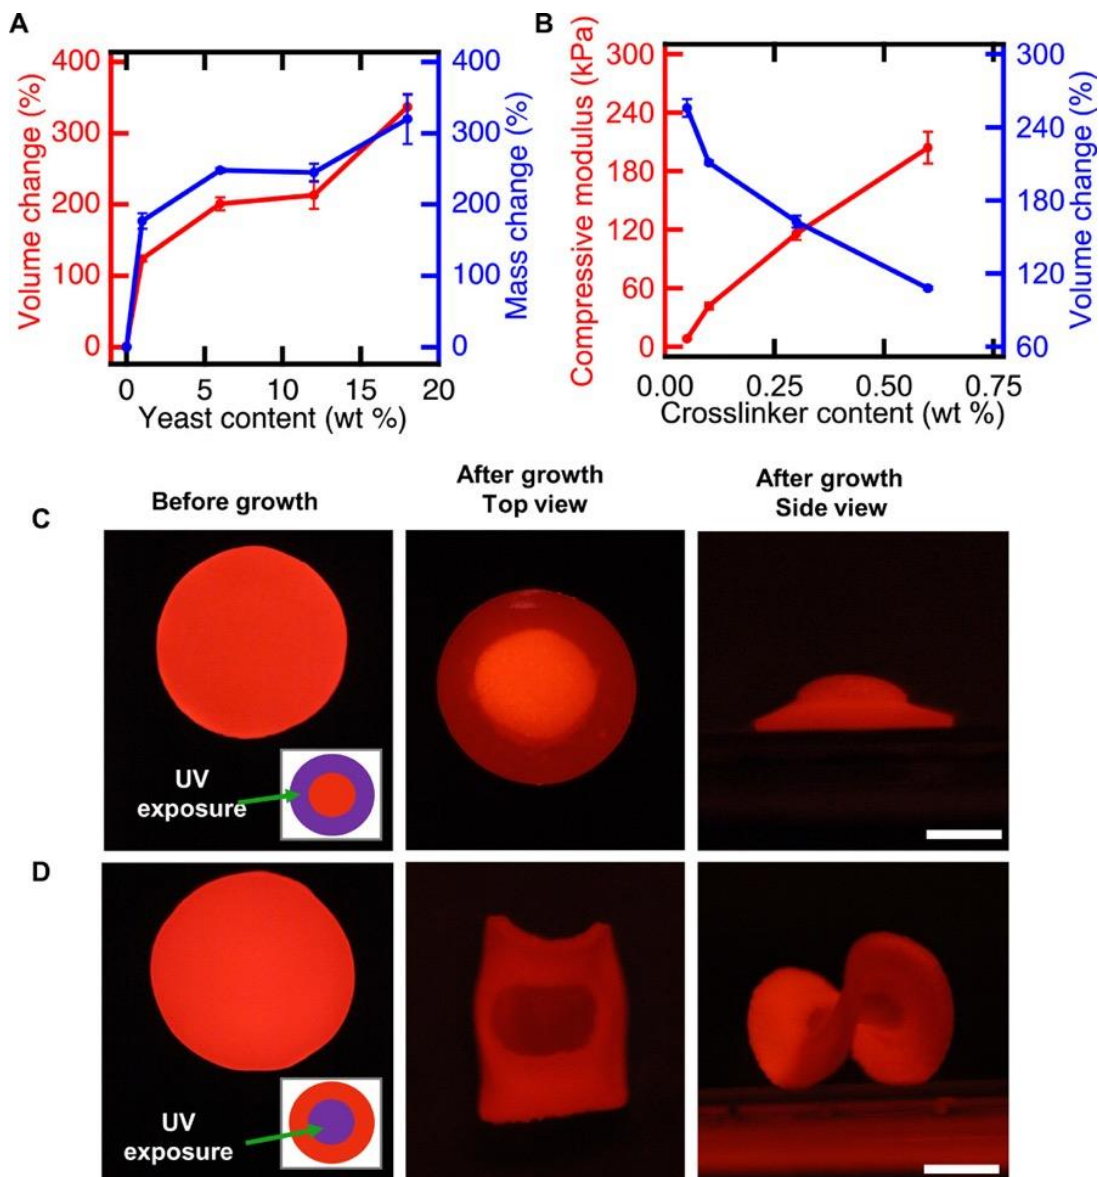 A
Volume change (%)
400
300
200
100
0
400
300
200
100
0
Mass change (%)
0
5
10
15
20
Yeast content (wt %)
B
Compressive modulus (kPa)
300
240
180
120
60
0
300
240
180
120
60
Volume change (%)
0.00
0.25
0.50
0.75
Crosslinker content (wt %)
C
Before growth
After growth
Top view
After growth
Side view
UV
exposure
D
UV
exposure